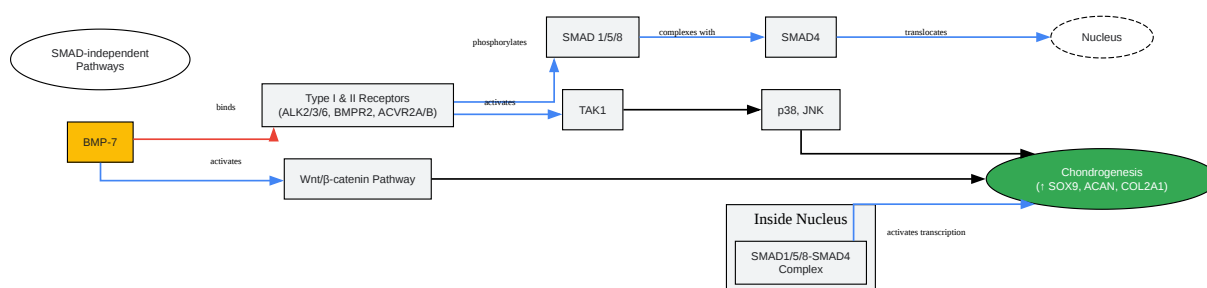 SMAD-independent
Pathways
phosphorylates
SMAD 1/5/8
complexes with
SMAD4
translocates
Nucleus
binds
Type I & II Receptors
(ALK2/3/6, BMPR2, ACVR2A/B)
activates
TAK1
p38, JNK
BMP-7
activates
Wnt/β-catenin Pathway
Chondrogenesis
(↑ SOX9, ACAN, COL2A1)
Inside Nucleus
SMAD1/5/8-SMAD4
Complex
activates transcription